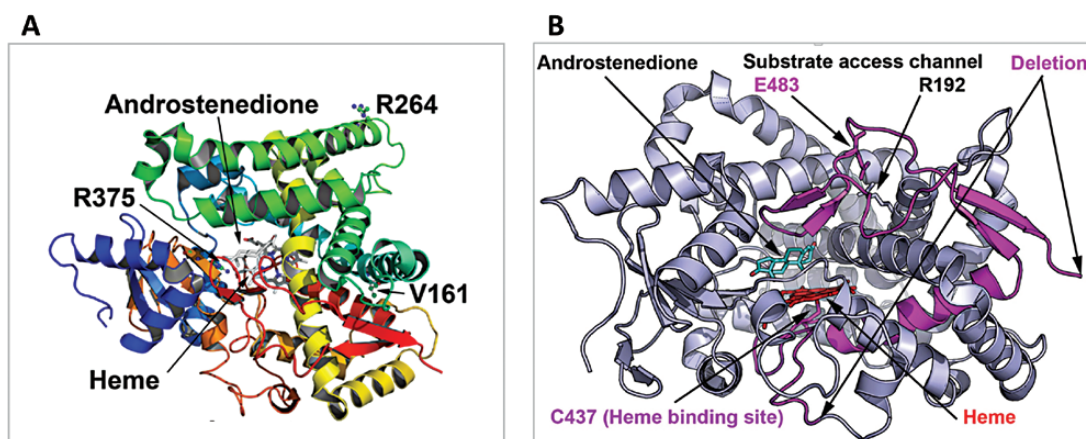 A
Androstenedione
R264
R375
V161
Heme
B
Androstenedione
Substrate access channel
Deletion
E483
R192
C437 (Heme binding site)
Heme